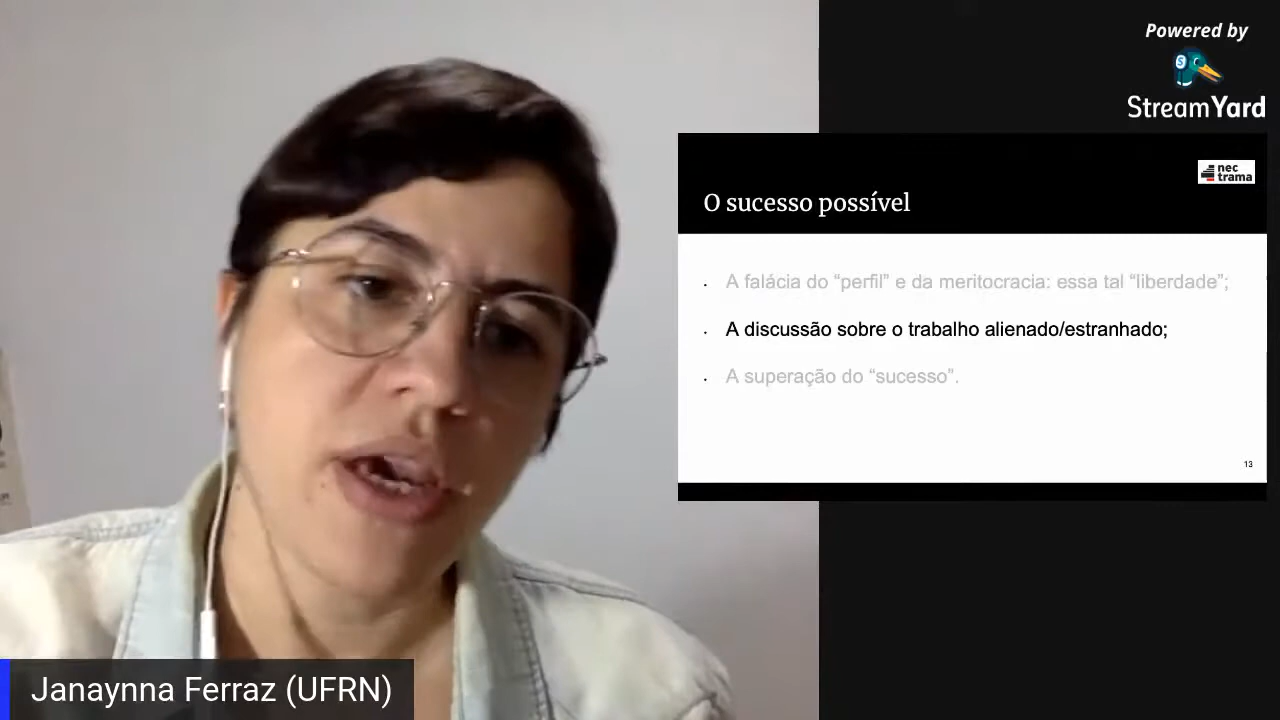 Powered by
StreamYard
nec
trama
O sucesso possível
· A falácia do “perfil” e da meritocracia: essa tal “liberdade”;
· A discussão sobre o trabalho alienado/estranhado;
· A superação do “sucesso”.
13
Janaynna Ferraz (UFRN)